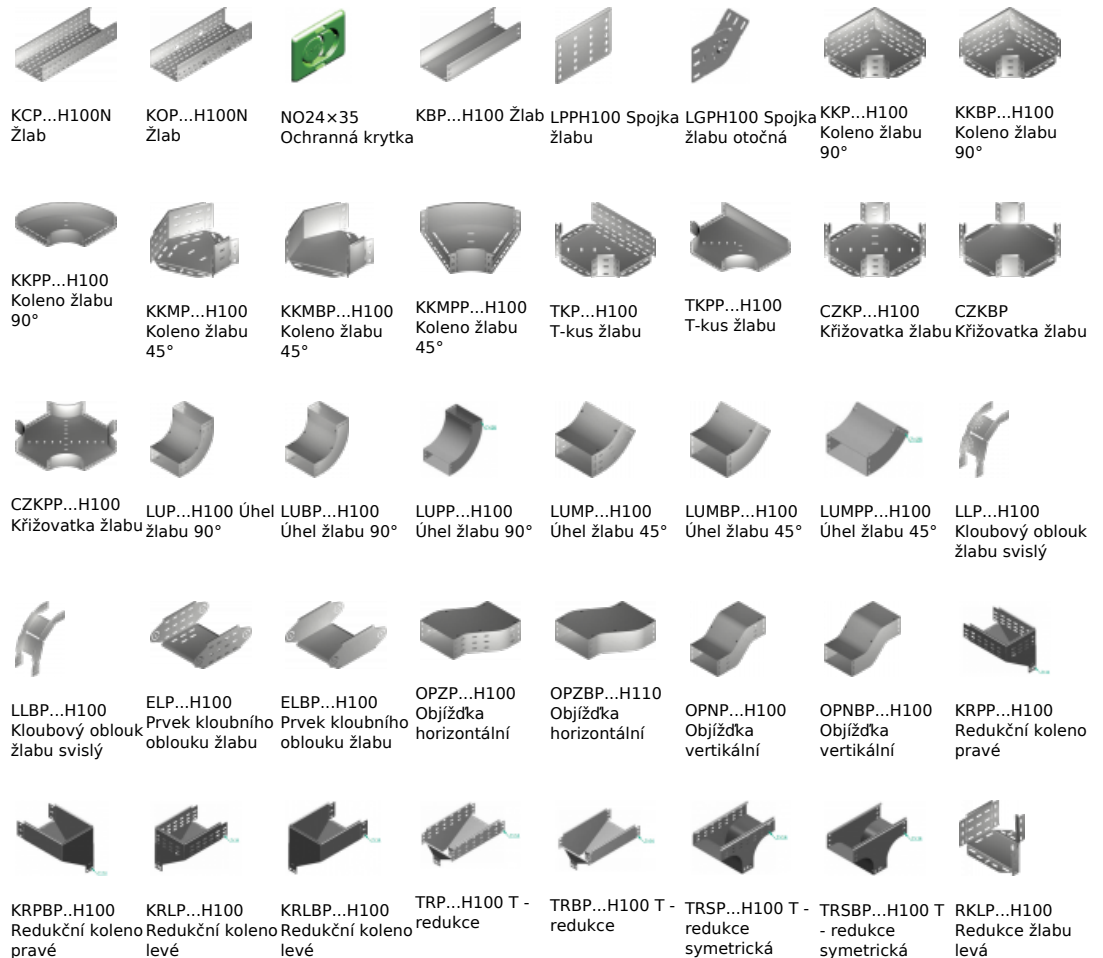 KCP...H100N
Žlab
KOP...H100N
Žlab
NO24×35
Ochranná krytka
KBP...H100 Žlab
LPPH100 Spojka
žlabu
LGPH100 Spojka
žlabu otočná
KKP...H100
Koleno žlabu
90°
KKBP...H100
Koleno žlabu
90°
KKPP...H100
Koleno žlabu
90°
KKMP...H100
Koleno žlabu
45°
KKMBP...H100
Koleno žlabu
45°
KKMPP...H100
Koleno žlabu
45°
TKP...H100
T-kus žlabu
TKPP...H100
T-kus žlabu
CZKP...H100
Křižovatka žlabu
CZKBP
Křižovatka žlabu
CZKPP...H100
Křižovatka žlabu
LUP...H100 Úhel
žlabu 90°
LUBP...H100
Úhel žlabu 90°
LUPP...H100
Úhel žlabu 90°
LUMP...H100
Úhel žlabu 45°
LUMBP...H100
Úhel žlabu 45°
LUMPP...H100
Úhel žlabu 45°
LLP...H100
Kloubový oblouk
žlabu svislý
LLBP...H100
Kloubový oblouk
žlabu svislý
ELP...H100
Prvek kloubního
oblouku žlabu
ELBP...H100
Prvek kloubního
oblouku žlabu
OPZP...H100
Objížďka
horizontální
OPZBP...H110
Objížďka
horizontální
OPNP...H100
Objížďka
vertikální
OPNBP...H100
Objížďka
vertikální
KRPP...H100
Redukční koleno
pravé
KRPBP..H100
Redukční koleno
pravé
KRLP...H100
Redukční koleno
levé
KRLBP...H100
Redukční koleno
levé
TRP...H100 T -
redukce
TRBP...H100 T -
redukce
TRSP...H100 T -
redukce
symetrická
TRSBP...H100 T
- redukce
symetrická
RKLP...H100
Redukce žlabu
levá